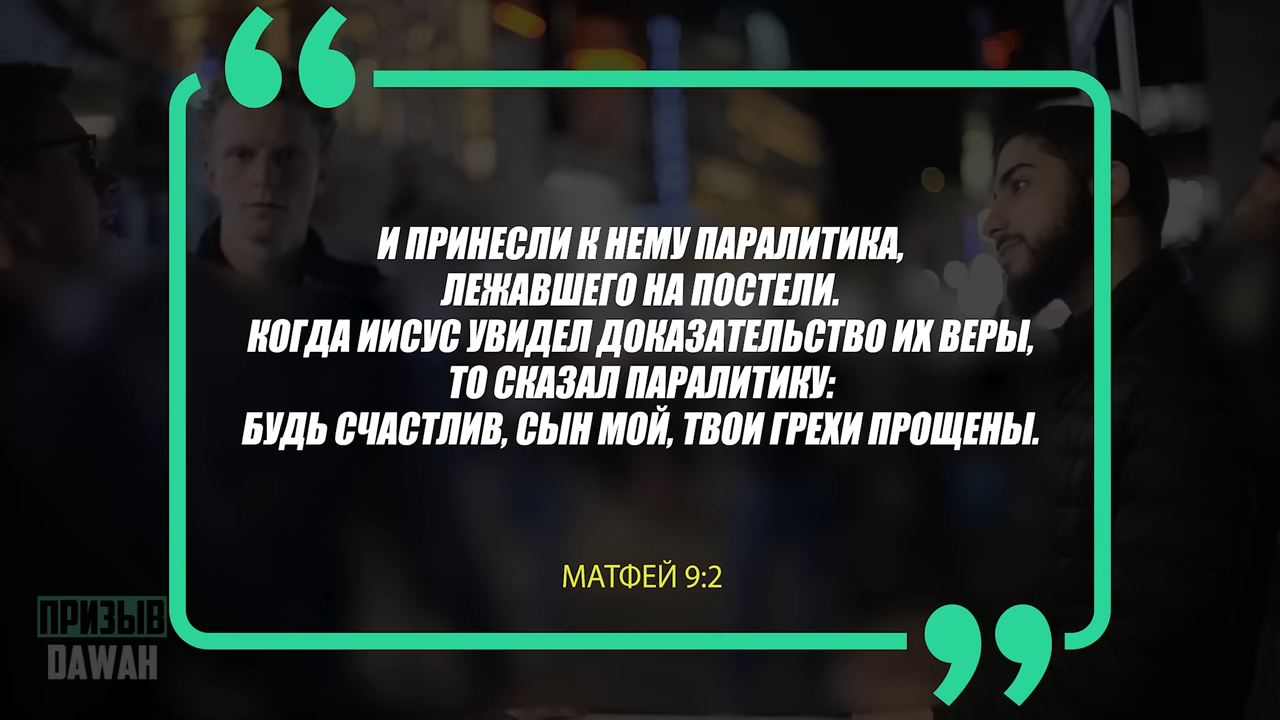 И ПРИНЕСЛИ К НЕМУ ПАРАЛИТИКА,
ЛЕЖАВШЕГО НА ПОСТЕЛИ.
КОГДА ИИСУС УВИДЕЛ ДОКАЗАТЕЛЬСТВО ИХ ВЕРЫ,
ТО СКАЗАЛ ПАРАЛИТИКУ:
БУДЬ СЧАСТЛИВ, СЫН МОЙ, ТВОИ ГРЕХИ ПРОЩЕНЫ.
МАТФЕЙ 9:2
ПРИЗЫВ
DAWAH